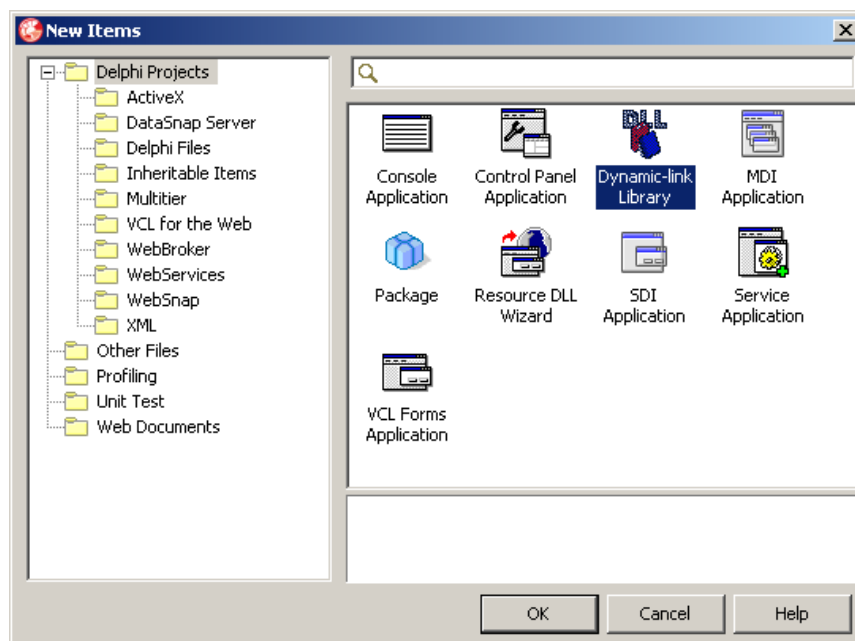 New Items
Delphi Projects
ActiveX
DataSnap Server
Delphi Files
Inheritable Items
Multitier
VCL for the Web
WebBroker
WebServices
WebSnap
XML
Other Files
Profiling
Unit Test
Web Documents
DLL
Console
Application
Control Panel
Application
Dynamic-link
Library
MDI
Application
Package
Resource DLL
Wizard
SDI
Application
Service
Application
VCL Forms
Application
OK
Cancel
Help